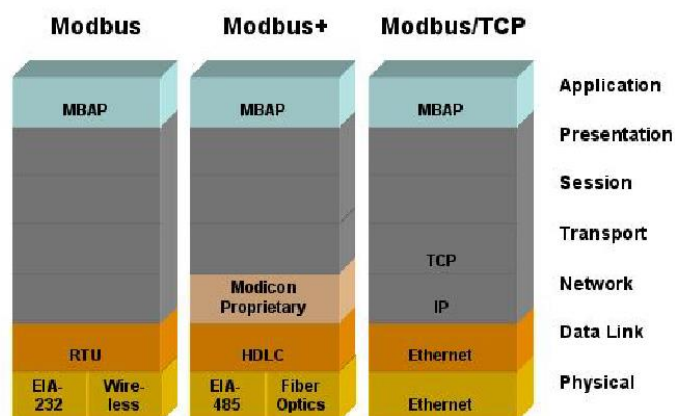 Modbus Modbus+ Modbus/TCP
MBAP MBAP MBAP Application
Presentation
Session
Transport
TCP
Modicon Network
Proprietary IP
Data Link
RTU HDLC Ethernet
EIA- Wire- EIA- Fiber Physical
232 less 485 Optics Ethernet